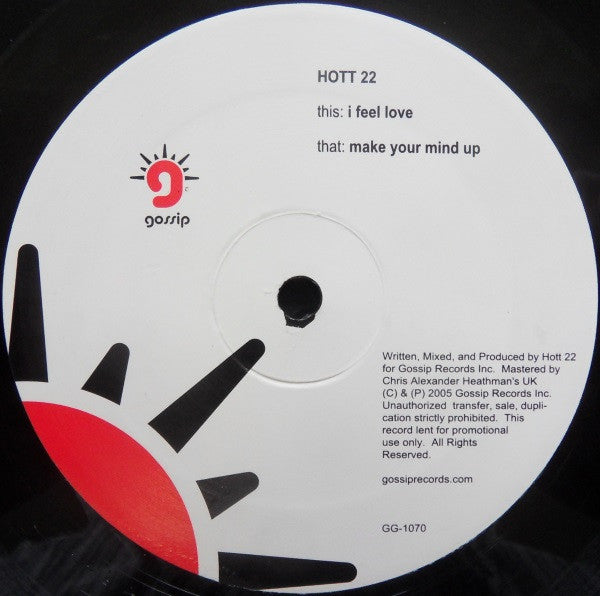 HOTT 22
this: i feel love
that: make your mind up
g
c
gossip
Written, Mixed, and Produced by Hott 22
for Gossip Records Inc. Mastered by
Chris Alexander Heathman's UK
(C) & (P) 2005 Gossip Records Inc.
Unauthorized transfer, sale, dupli-
cation strictly prohibited. This
record lent for promotional
use only. All Rights
Reserved.
gossiprecords.com
GG-1070